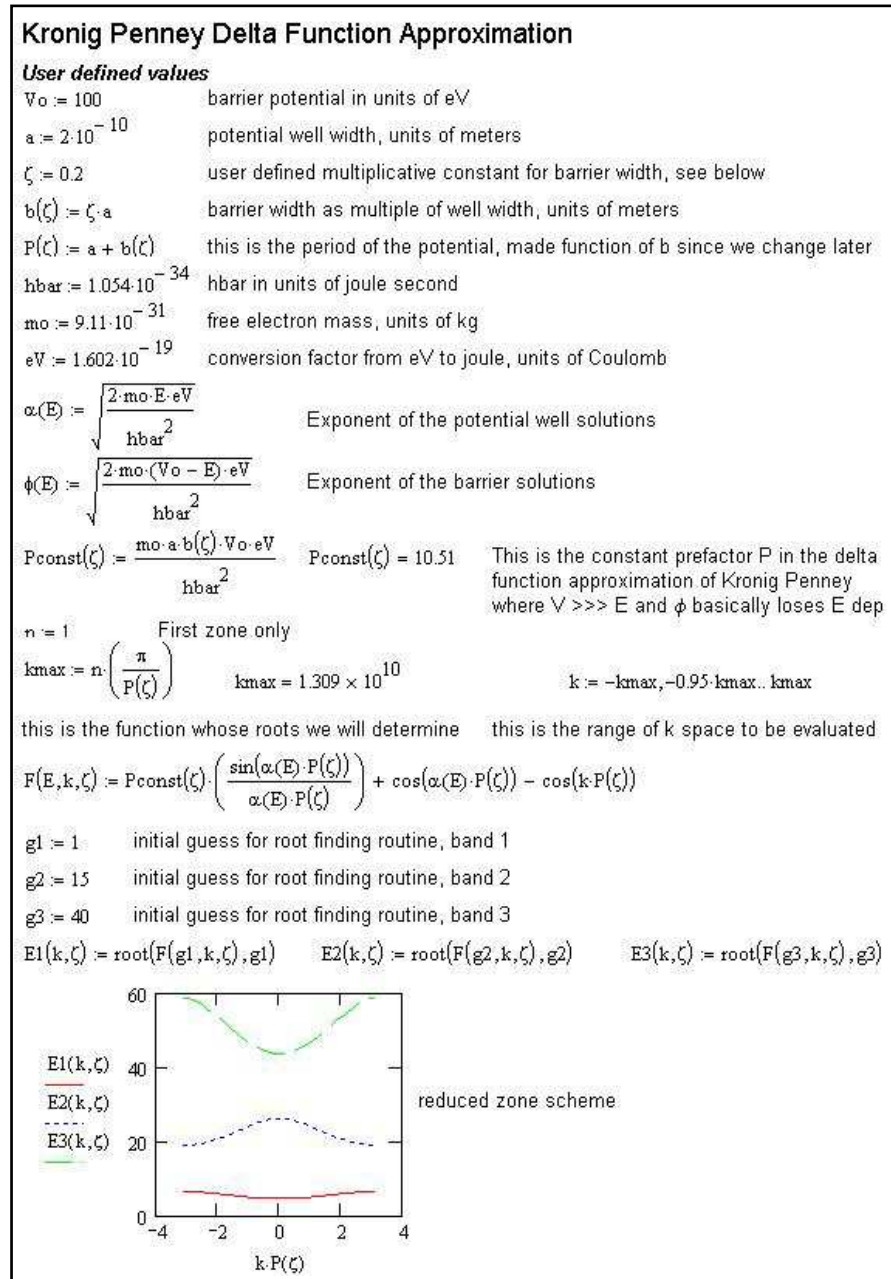 Kronig Penney Delta Function Approximation
User defined values
Vo := 100 barrier potential in units of eV
a := 2·10^-10 potential well width, units of meters
ζ := 0.2 user defined multiplicative constant for barrier width, see below
b(ζ) := ζ·a barrier width as multiple of well width, units of meters
P(ζ) := a + b(ζ) this is the period of the potential, made function of b since we change later
hbar := 1.054·10^-34 hbar in units of joule second
mo := 9.11·10^-31 free electron mass, units of kg
eV := 1.602·10^-19 conversion factor from eV to joule, units of Coulomb
α(E) := √(2·mo·E·eV / hbar^2) Exponent of the potential well solutions
ϕ(E) := √(2·mo·(Vo − E)·eV / hbar^2) Exponent of the barrier solutions
Pconst(ζ) := mo·a·b(ζ)·Vo·eV / hbar^2 Pconst(ζ) = 10.51 This is the constant prefactor P in the delta
function approximation of Kronig Penney
where V >>> E and ϕ basically loses E dep
n := 1 First zone only
kmax := n·(π / P(ζ)) kmax = 1.309 × 10^10 k := −kmax,−0.95·kmax.. kmax
this is the function whose roots we will determine this is the range of k space to be evaluated
F(E,k,ζ) := Pconst(ζ)·(sin(α(E)·P(ζ)) / α(E)·P(ζ)) + cos(α(E)·P(ζ)) − cos(k·P(ζ))
g1 := 1 initial guess for root finding routine, band 1
g2 := 15 initial guess for root finding routine, band 2
g3 := 40 initial guess for root finding routine, band 3
E1(k,ζ) := root(F(g1,k,ζ),g1) E2(k,ζ) := root(F(g2,k,ζ),g2) E3(k,ζ) := root(F(g3,k,ζ),g3)
60
40
20
0
E1(k,ζ)
E2(k,ζ)
E3(k,ζ)
reduced zone scheme
−4 −2 0 2 4
k·P(ζ)